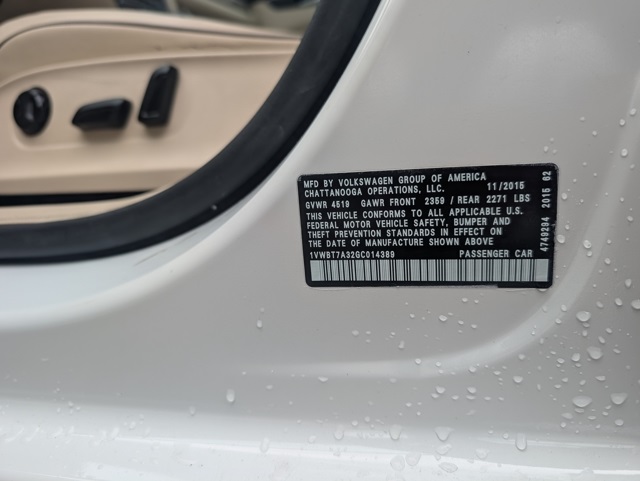 MFD BY VOLKSWAGEN GROUP OF AMERICA
CHATTANOOGA OPERATIONS, LLC. 11/2015
GVWR 4519 GAWR FRONT 2359 / REAR 2271 LBS
THIS VEHICLE CONFORMS TO ALL APPLICABLE U.S.
FEDERAL MOTOR VEHICLE SAFETY, BUMPER AND
THEFT PREVENTION STANDARDS IN EFFECT ON
THE DATE OF MANUFACTURE SHOWN ABOVE
1VWBT7A32GC014389 PASSENGER CAR
4749294 2015 62